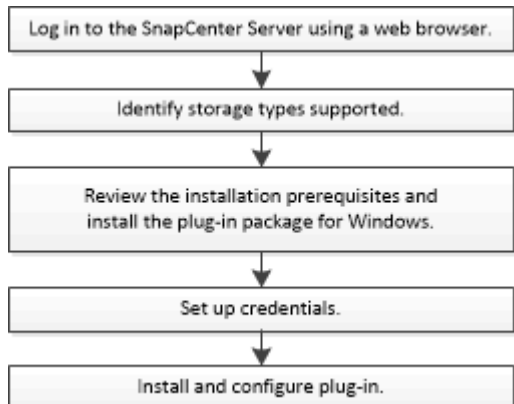 Log in to the SnapCenter Server using a web browser.
Identify storage types supported.
Review the installation prerequisites and
install the plug-in package for Windows.
Set up credentials.
Install and configure plug-in.